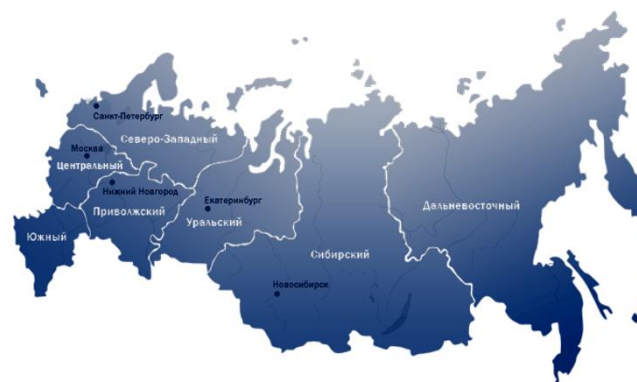 Санкт-Петербург
Северо-Западный
Москва
Центральный
Нижний Новгород
Приволжский
Екатеринбург
Уральский
Дальневосточный
Южный
Сибирский
Новосибирск